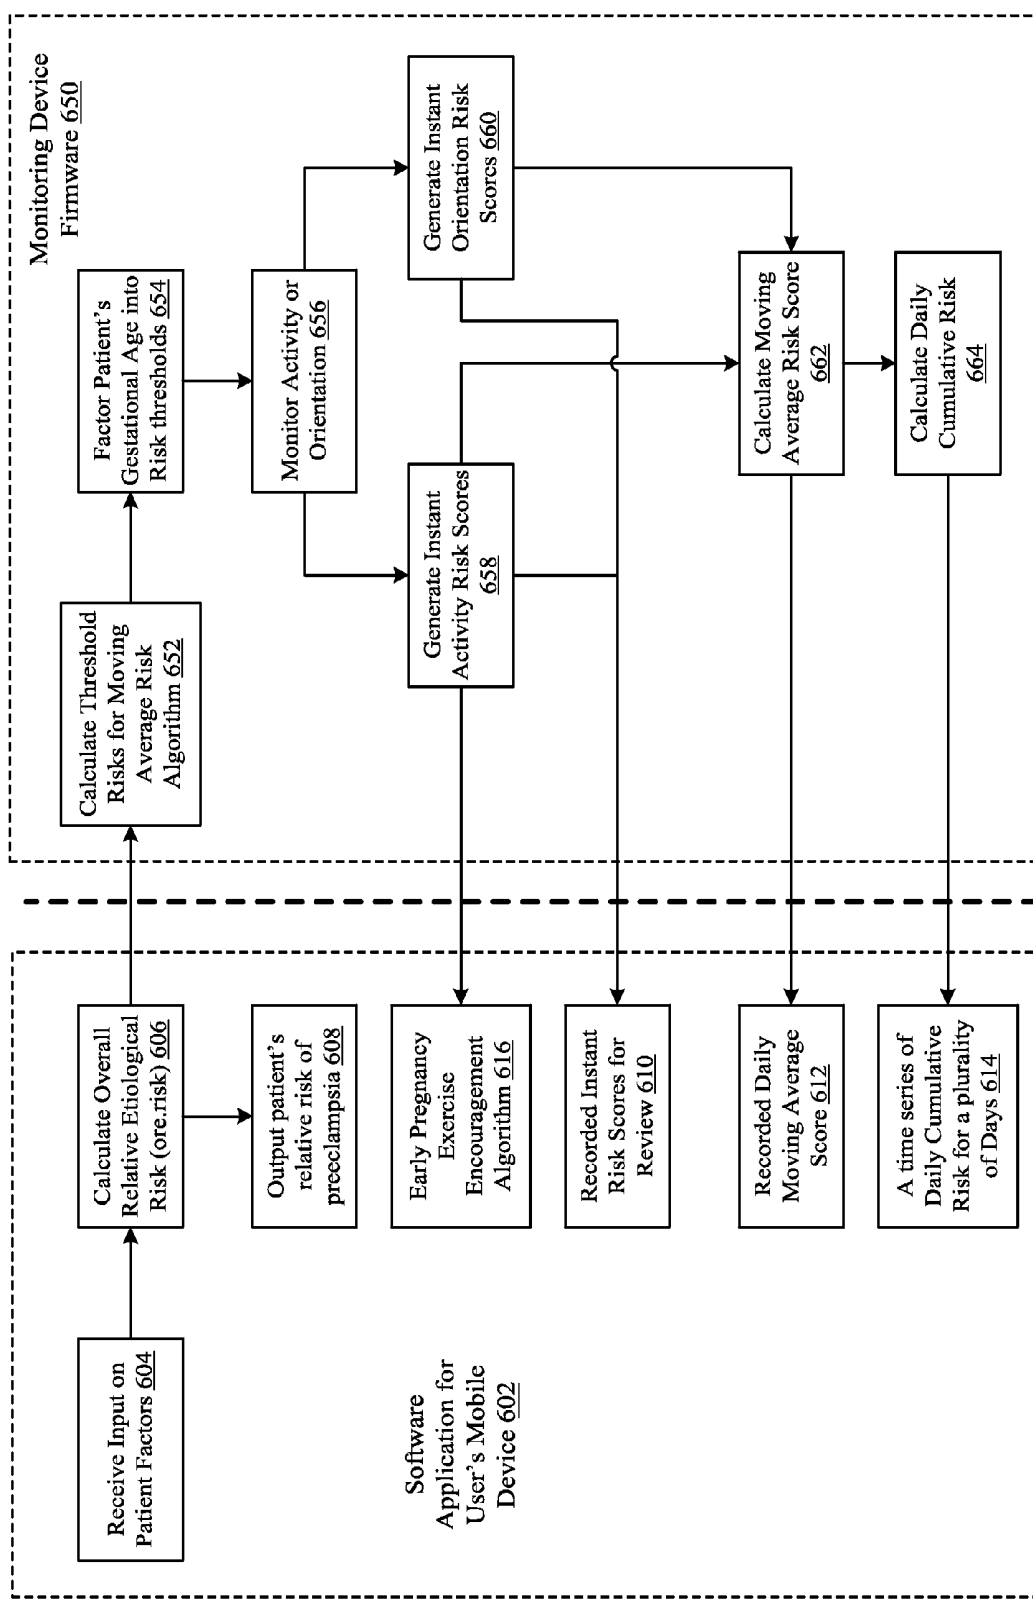 Receive Input on
Patient Factors 604
Calculate Overall
Relative Etiological
Risk (ore.risk) 606
Output patient's
relative risk of
preeclampsia 608
Early Pregnancy
Exercise
Encouragement
Algorithm 616
Recorded Instant
Risk Scores for
Review 610
Recorded Daily
Moving Average
Score 612
A time series of
Daily Cumulative
Risk for a plurality
of Days 614
Software
Application for
User's Mobile
Device 602
Monitoring Device
Firmware 650
Calculate Threshold
Risks for Moving
Average Risk
Algorithm 652
Factor Patient's
Gestational Age into
Risk thresholds 654
Monitor Activity or
Orientation 656
Generate Instant
Activity Risk Scores
658
Generate Instant
Orientation Risk
Scores 660
Calculate Moving
Average Risk Score
662
Calculate Daily
Cumulative Risk
664